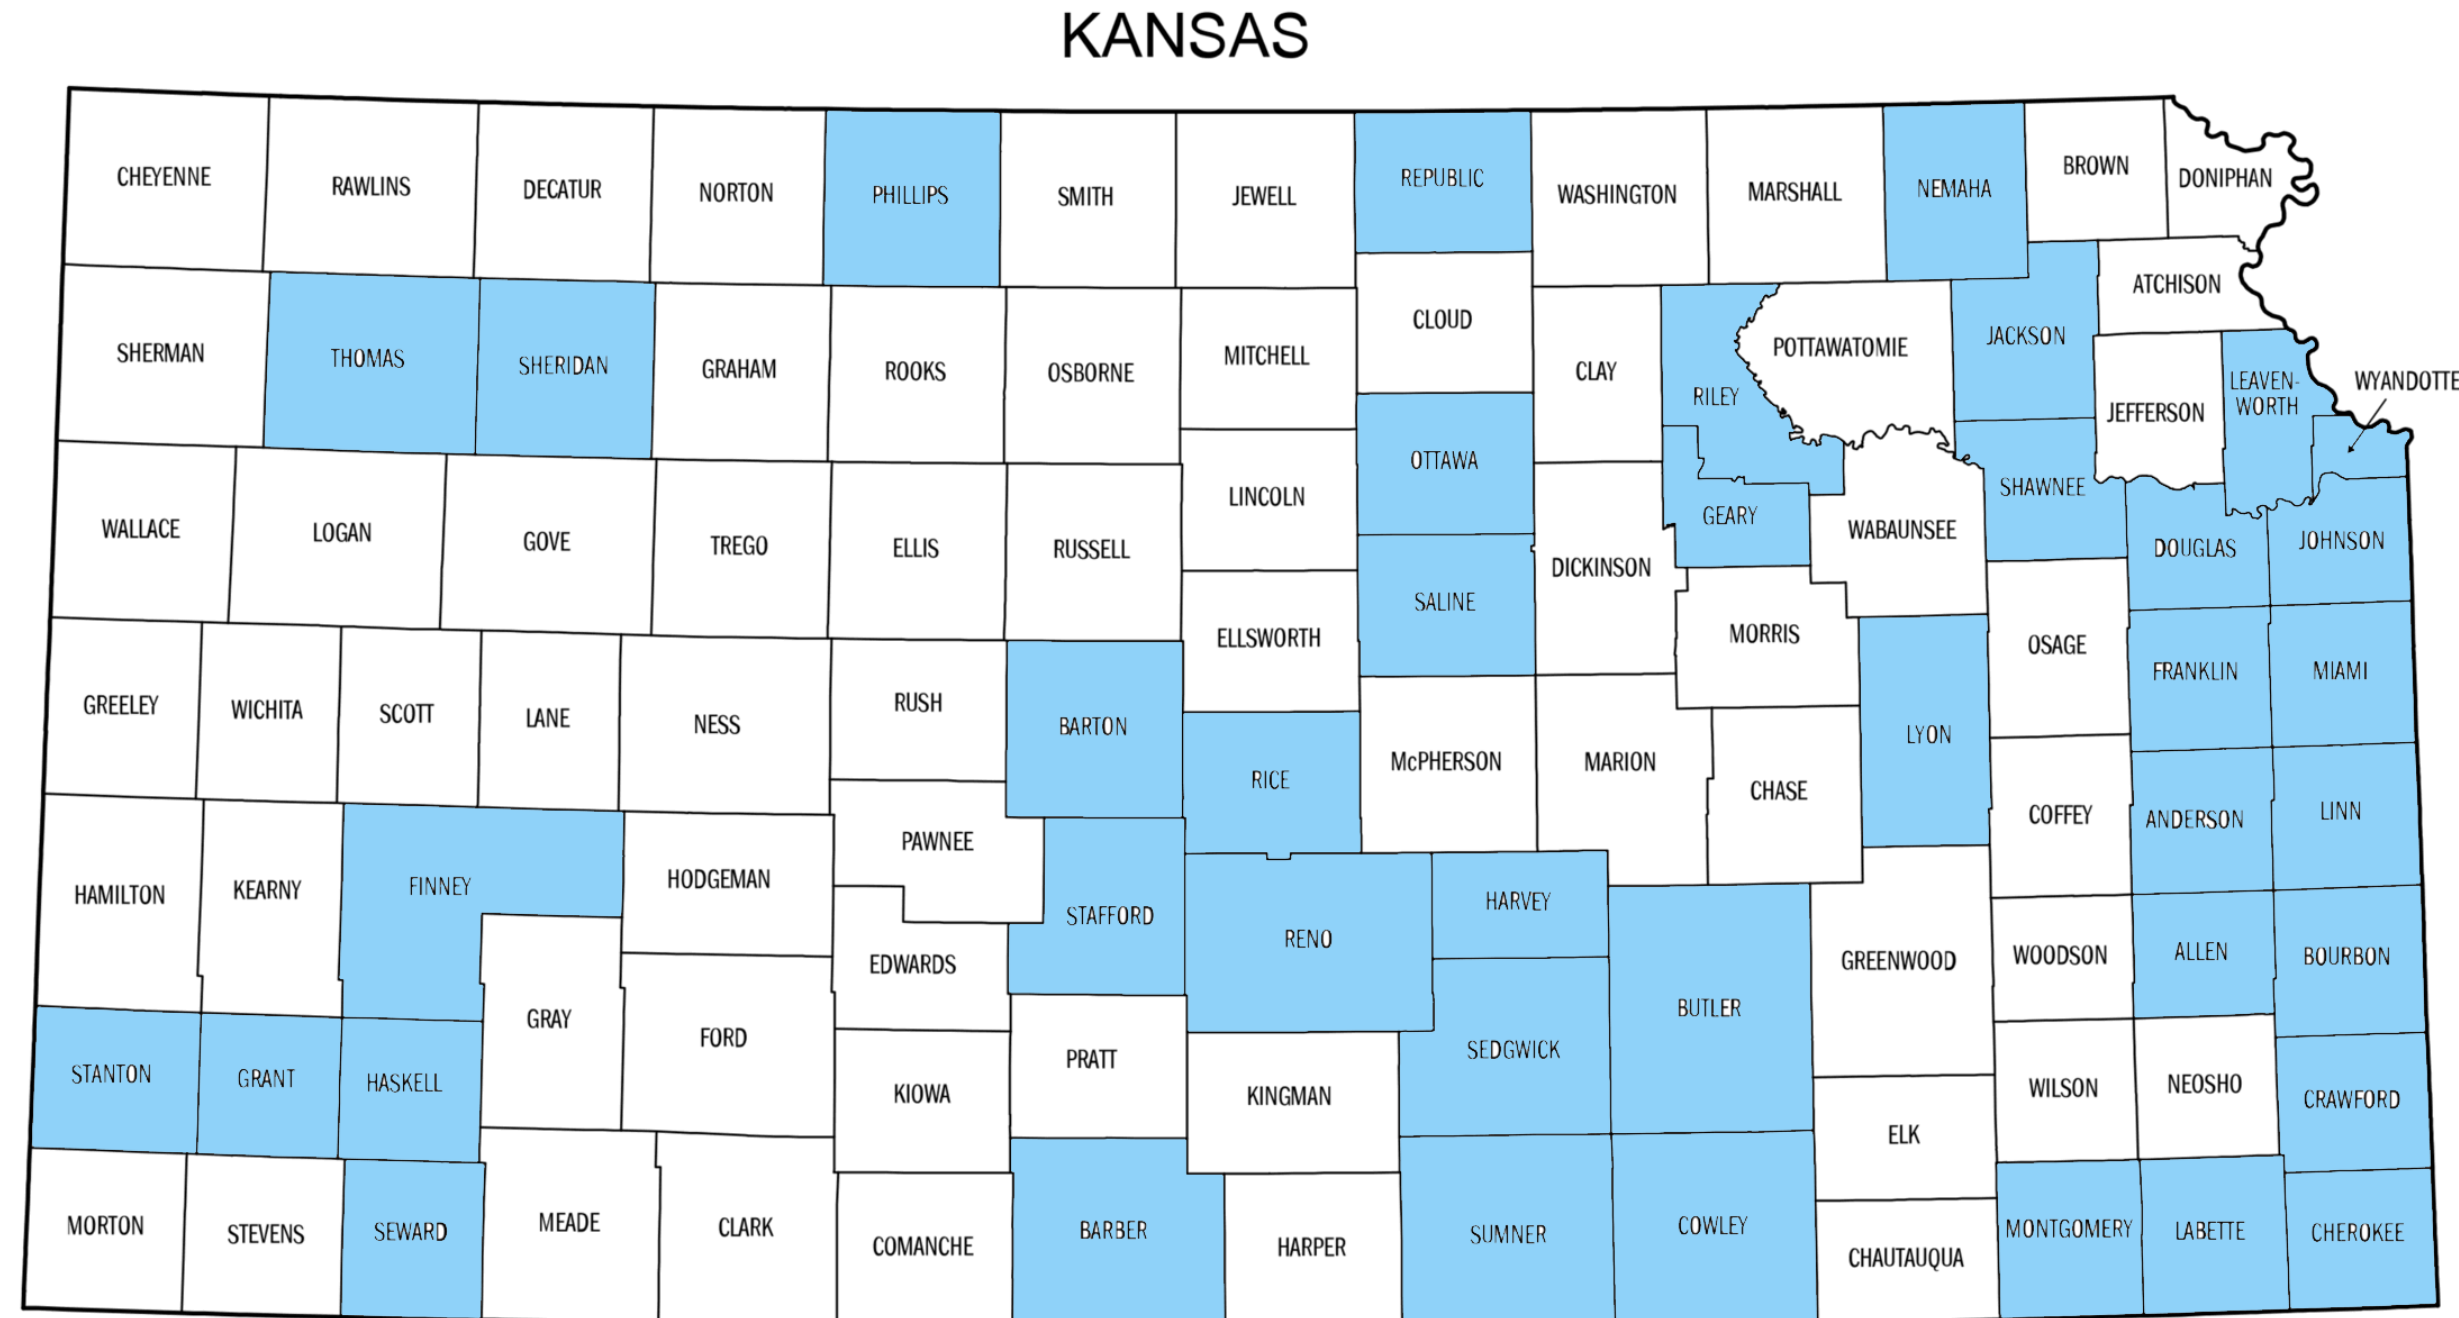 KANSAS
CHEYENNE
RAWLINS
DECATUR
NORTON
PHILLIPS
SMITH
JEWELL
REPUBLIC
WASHINGTON
MARSHALL
NEMAHA
BROWN
DONIPHAN
ATCHISON
SHERMAN
THOMAS
SHERIDAN
GRAHAM
ROOKS
OSBORNE
MITCHELL
CLOUD
CLAY
RILEY
POTTAWATOMIE
JACKSON
JEFFERSON
LEAVEN-
WORTH
WYANDOTTE
WALLACE
LOGAN
GOVE
TREGO
ELLIS
RUSSELL
LINCOLN
OTTAWA
SALINE
DICKINSON
GEARY
WABAUNSEE
SHAWNEE
DOUGLAS
JOHNSON
GREELEY
WICHITA
SCOTT
LANE
NESS
RUSH
BARTON
ELLSWORTH
RICE
McPHERSON
MARION
MORRIS
CHASE
LYON
OSAGE
FRANKLIN
MIAMI
COFFEY
ANDERSON
LINN
HAMILTON
KEARNY
FINNEY
HODGEMAN
PAWNEE
EDWARDS
STAFFORD
RENO
HARVEY
BUTLER
GREENWOOD
WOODSON
ALLEN
BOURBON
STANTON
GRANT
HASKELL
GRAY
FORD
KIOWA
PRATT
KINGMAN
SEDGWICK
ELK
WILSON
NEOSHO
CRAWFORD
MORTON
STEVENS
SEWARD
MEADE
CLARK
COMANCHE
BARBER
HARPER
SUMNER
COWLEY
CHAUTAUQUA
MONTGOMERY
LABETTE
CHEROKEE